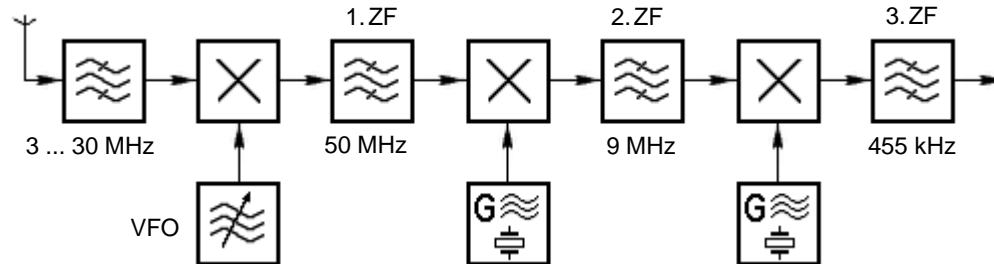 1. ZF
2. ZF
3. ZF
3 ... 30 MHz
50 MHz
9 MHz
455 kHz
VFO
G
G